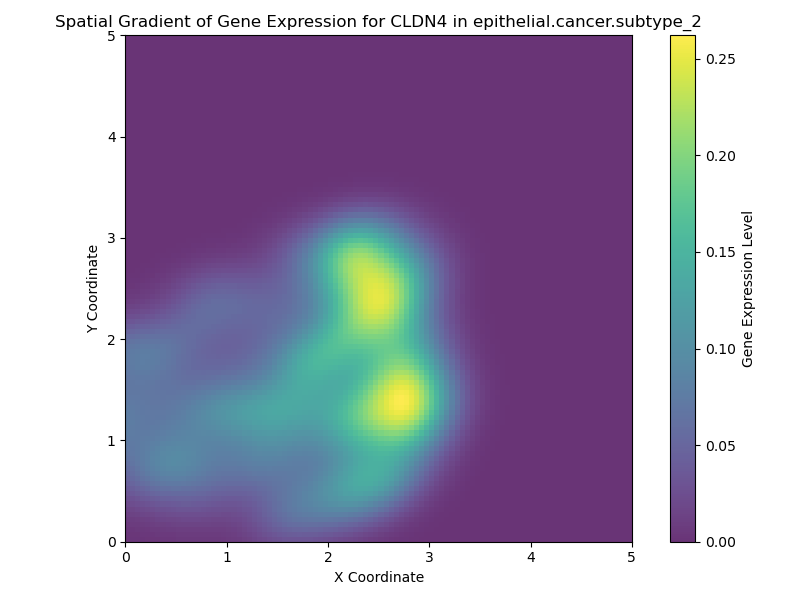 Spatial Gradient of Gene Expression for CLDN4 in epithelial.cancer.subtype_2
5
4
3
2
1
0
Y Coordinate
0 1 2 3 4 5
X Coordinate
0.25
0.20
0.15
0.10
0.05
0.00
Gene Expression Level